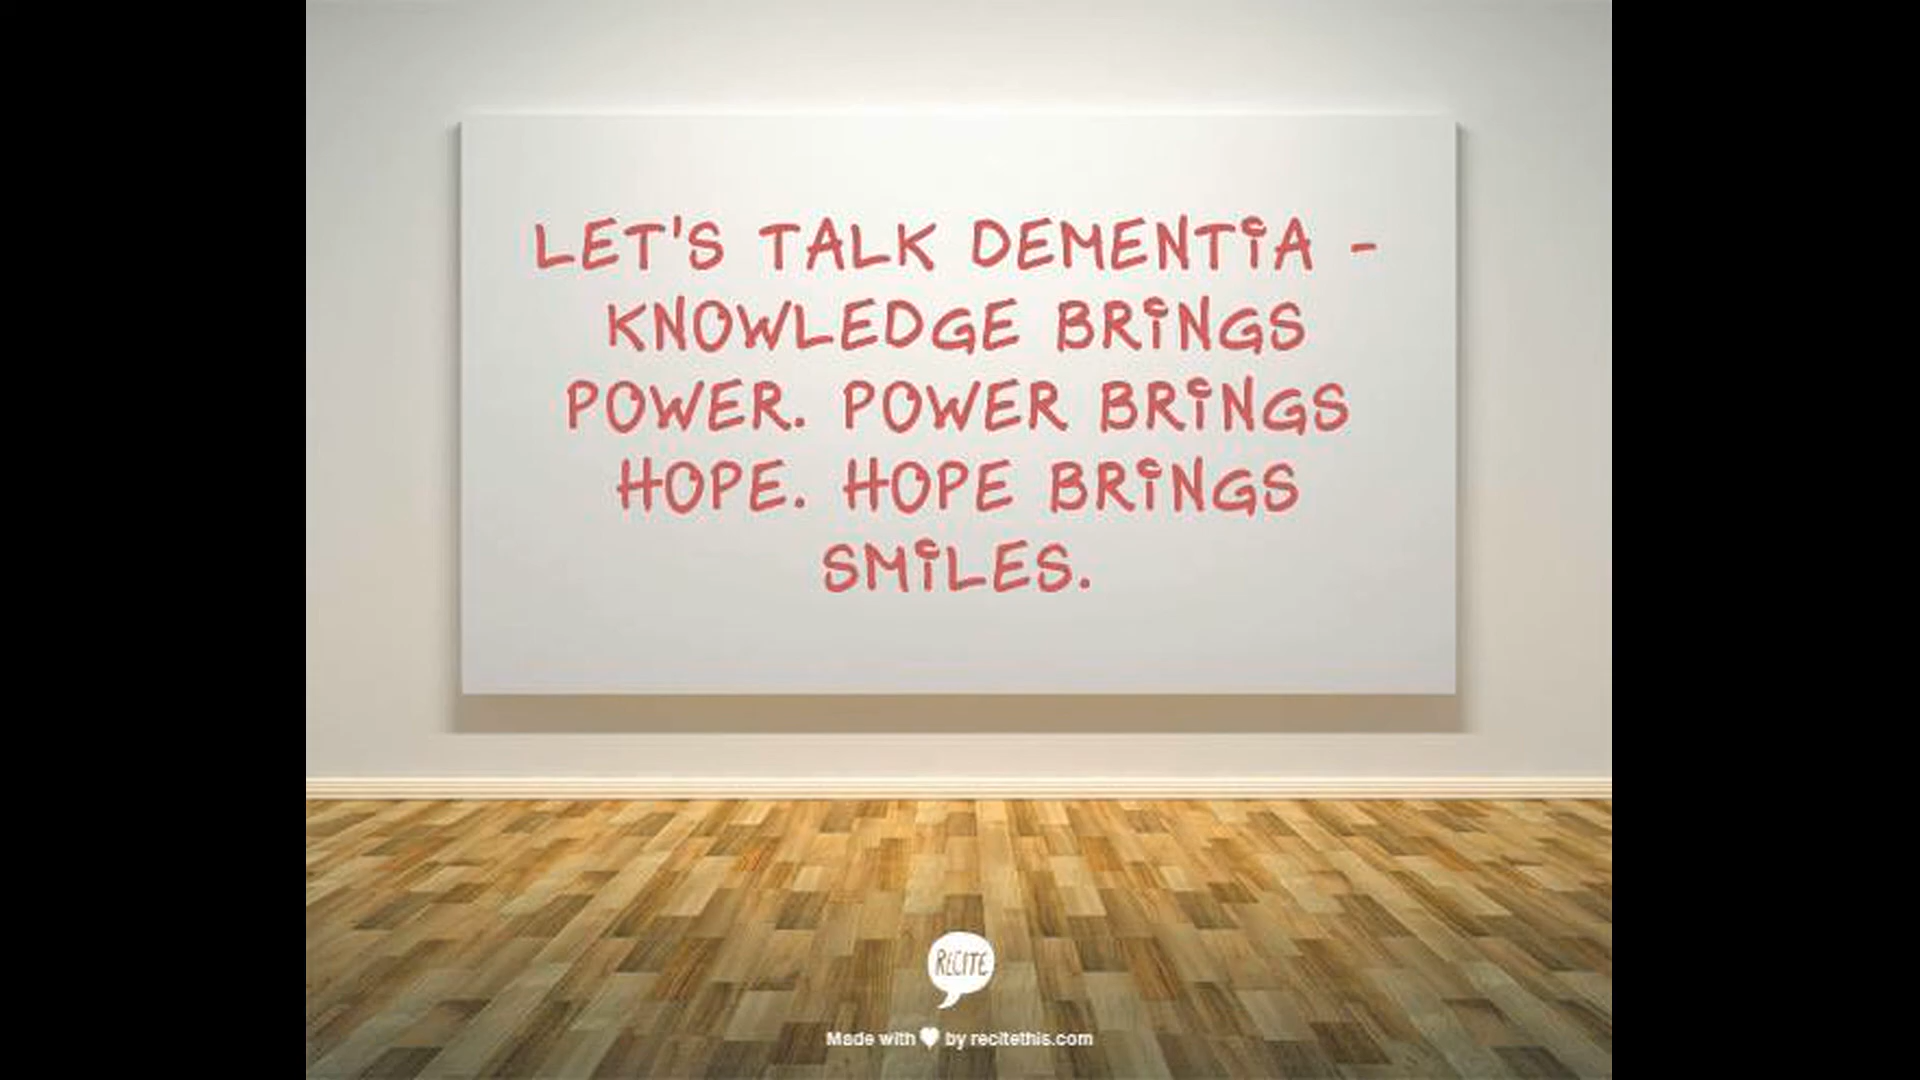 LET'S TALK DEMENTIA -
KNOWLEDGE BRINGS
POWER. POWER BRINGS
HOPE. HOPE BRINGS
SMILES.
RECITE
Made with ♥ by recitethis.com